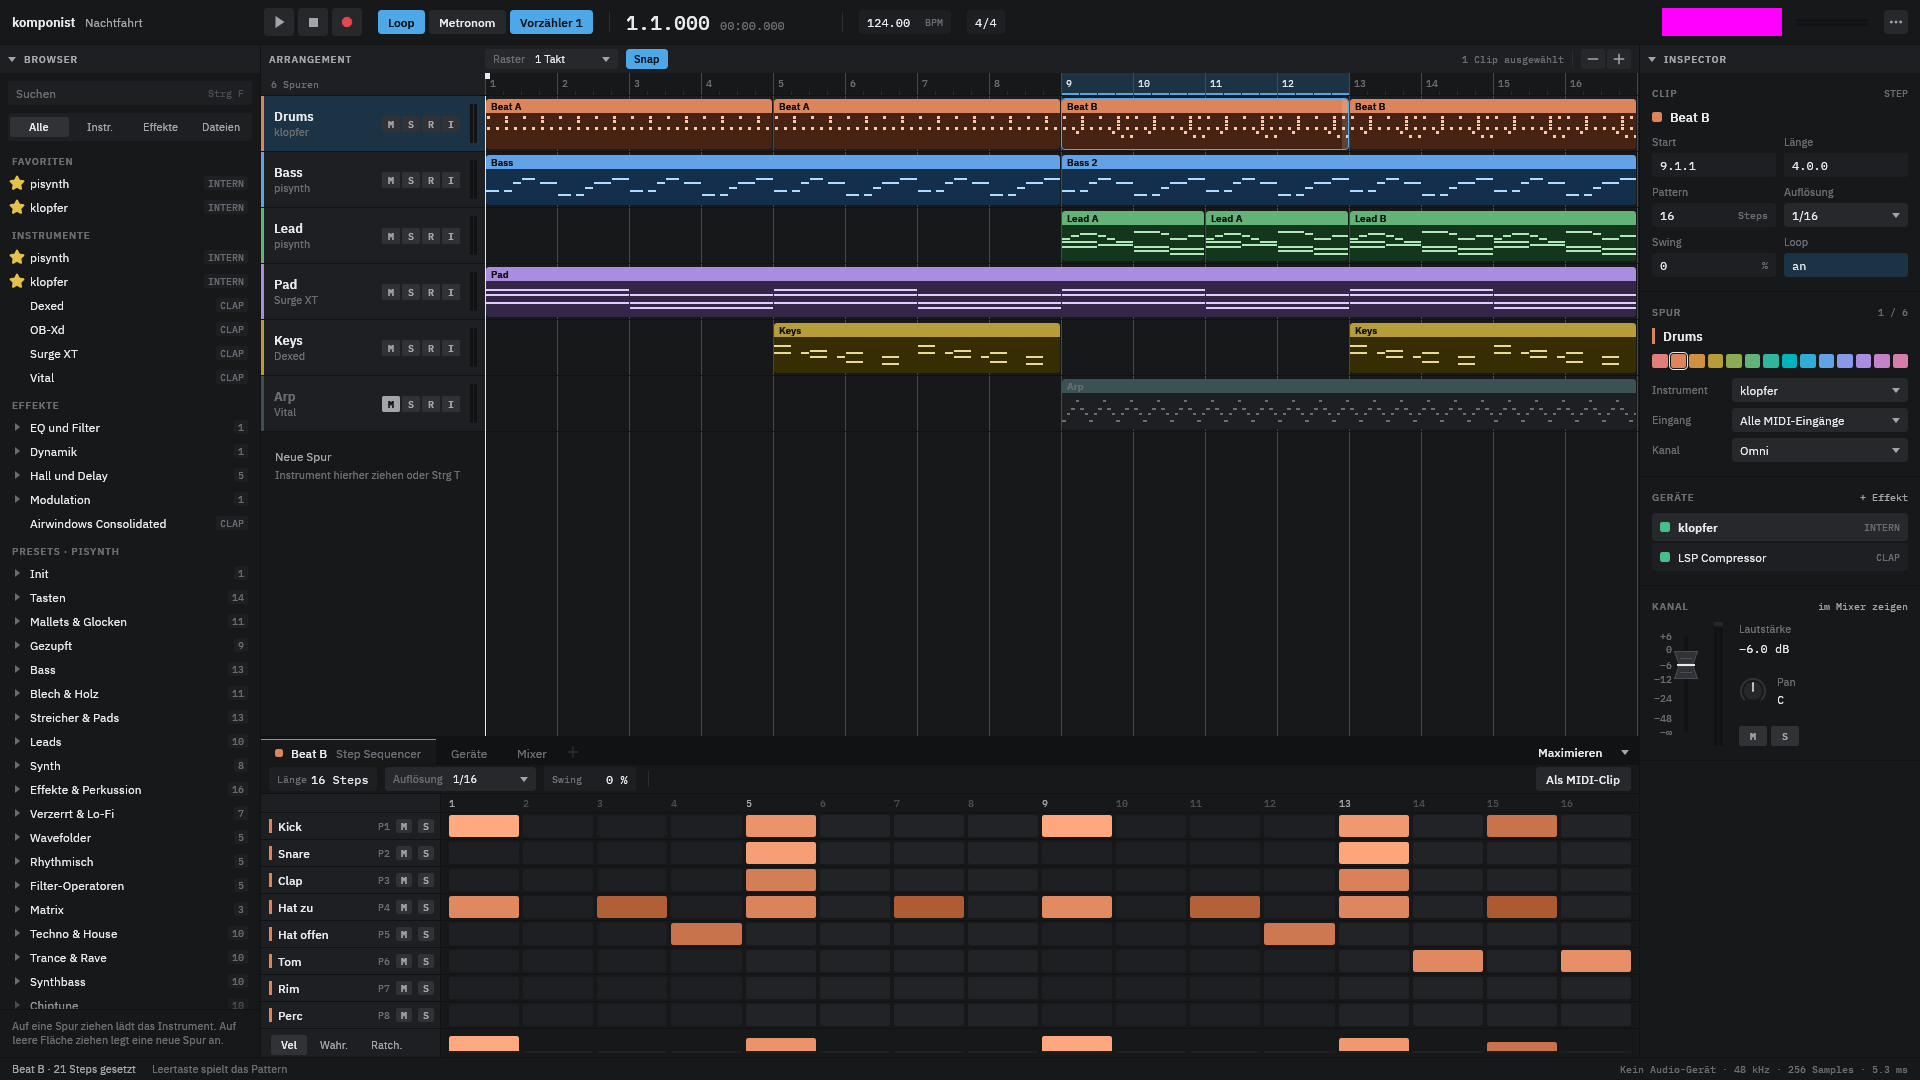 komponist Nachtfahrt Loop Metronom Vorzähler 1 1.1.000 00:00.000 124.00 BPM 4/4
BROWSER
Suchen Strg F
Alle Instr. Effekte Dateien
FAVORITEN
pisynth INTERN
klopfer INTERN
INSTRUMENTE
pisynth INTERN
klopfer INTERN
Dexed CLAP
OB-Xd CLAP
Surge XT CLAP
Vital CLAP
EFFEKTE
EQ und Filter 1
Dynamik 1
Hall und Delay 5
Modulation 1
Airwindows Consolidated CLAP
PRESETS · PISYNTH
Init 1
Tasten 14
Mallets & Glocken 11
Gezupft 9
Bass 13
Blech & Holz 11
Streicher & Pads 13
Leads 10
Synth 8
Effekte & Perkussion 16
Verzerrt & Lo-Fi 7
Wavefolder 5
Rhythmisch 5
Filter-Operatoren 5
Matrix 3
Techno & House 10
Trance & Rave 10
Synthbass 10
Chiptune 10
Auf eine Spur ziehen lädt das Instrument. Auf
leere Fläche ziehen legt eine neue Spur an.
ARRANGEMENT Raster 1 Takt Snap 1 Clip ausgewählt
6 Spuren 1 2 3 4 5 6 7 8 9 10 11 12 13 14 15 16
Drums klopfer M S R I Beat A Beat A Beat B Beat B
Bass pisynth M S R I Bass Bass 2
Lead pisynth M S R I Lead A Lead A Lead B
Pad Surge XT M S R I Pad
Keys Dexed M S R I Keys Keys
Arp Vital M S R I Arp
Neue Spur
Instrument hierher ziehen oder Strg T
Beat B Step Sequencer Geräte Mixer + Maximieren
Länge 16 Steps Auflösung 1/16 Swing 0 % Als MIDI-Clip
1 2 3 4 5 6 7 8 9 10 11 12 13 14 15 16
Kick P1 M S
Snare P2 M S
Clap P3 M S
Hat zu P4 M S
Hat offen P5 M S
Tom P6 M S
Rim P7 M S
Perc P8 M S
Vel Wahr. Ratch.
INSPECTOR
CLIP STEP
Beat B
Start Länge
9.1.1 4.0.0
Pattern Auflösung
16 Steps 1/16
Swing Loop
0 % an
SPUR 1 / 6
Drums
Instrument klopfer
Eingang Alle MIDI-Eingänge
Kanal Omni
GERÄTE + Effekt
klopfer INTERN
LSP Compressor CLAP
KANAL im Mixer zeigen
+6
0
−6
−12
−24
−48
−∞
Lautstärke
−6.0 dB
Pan
C
M S
Beat B · 21 Steps gesetzt Leertaste spielt das Pattern Kein Audio-Gerät · 48 kHz · 256 Samples · 5.3 ms